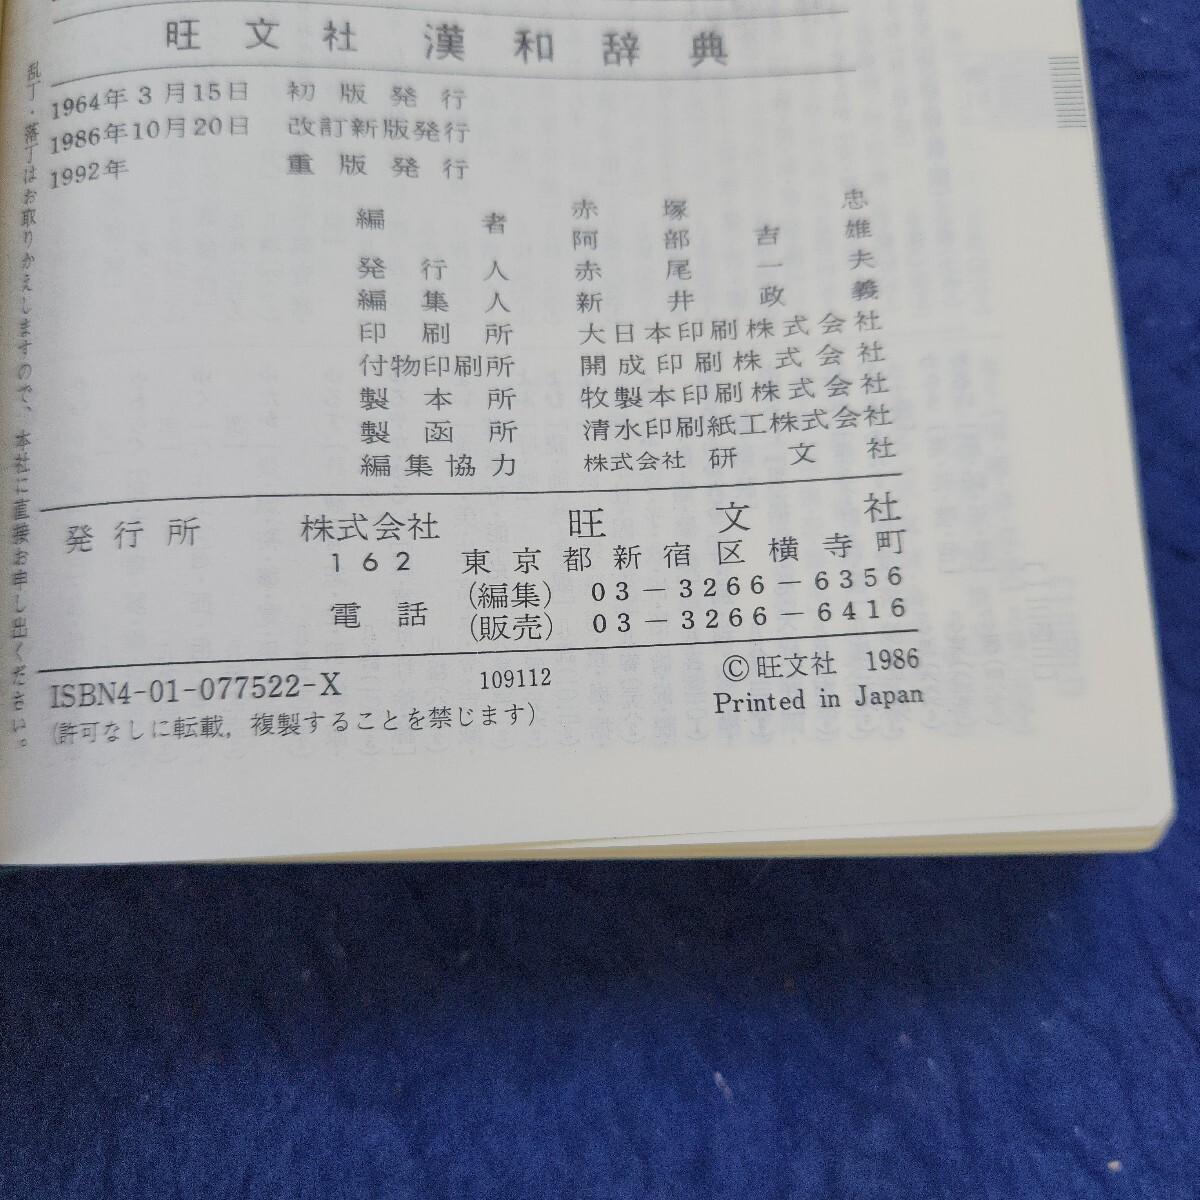 旺文社 漢和辞典
1964年3月15日 初版発行
1986年10月20日 改訂新版発行
1992年 重版発行
編者 赤塚忠
阿部吉雄
発行人 赤尾一夫
編集人 新井政義
印刷所 大日本印刷株式会社
付物印刷所 開成印刷株式会社
製本所 牧製本印刷株式会社
製函所 清水印刷紙工株式会社
編集協力 株式会社 研文社
発行所 株式会社 旺文社
162 東京都新宿区横寺町
電話 (編集) 03-3266-6356
(販売) 03-3266-6416
ISBN4-01-077522-X 109112 ©旺文社 1986
(許可なしに転載,複製することを禁じます) Printed in Japan
乱丁・落丁はお取りかえしますので、本社に直接お申し出ください。